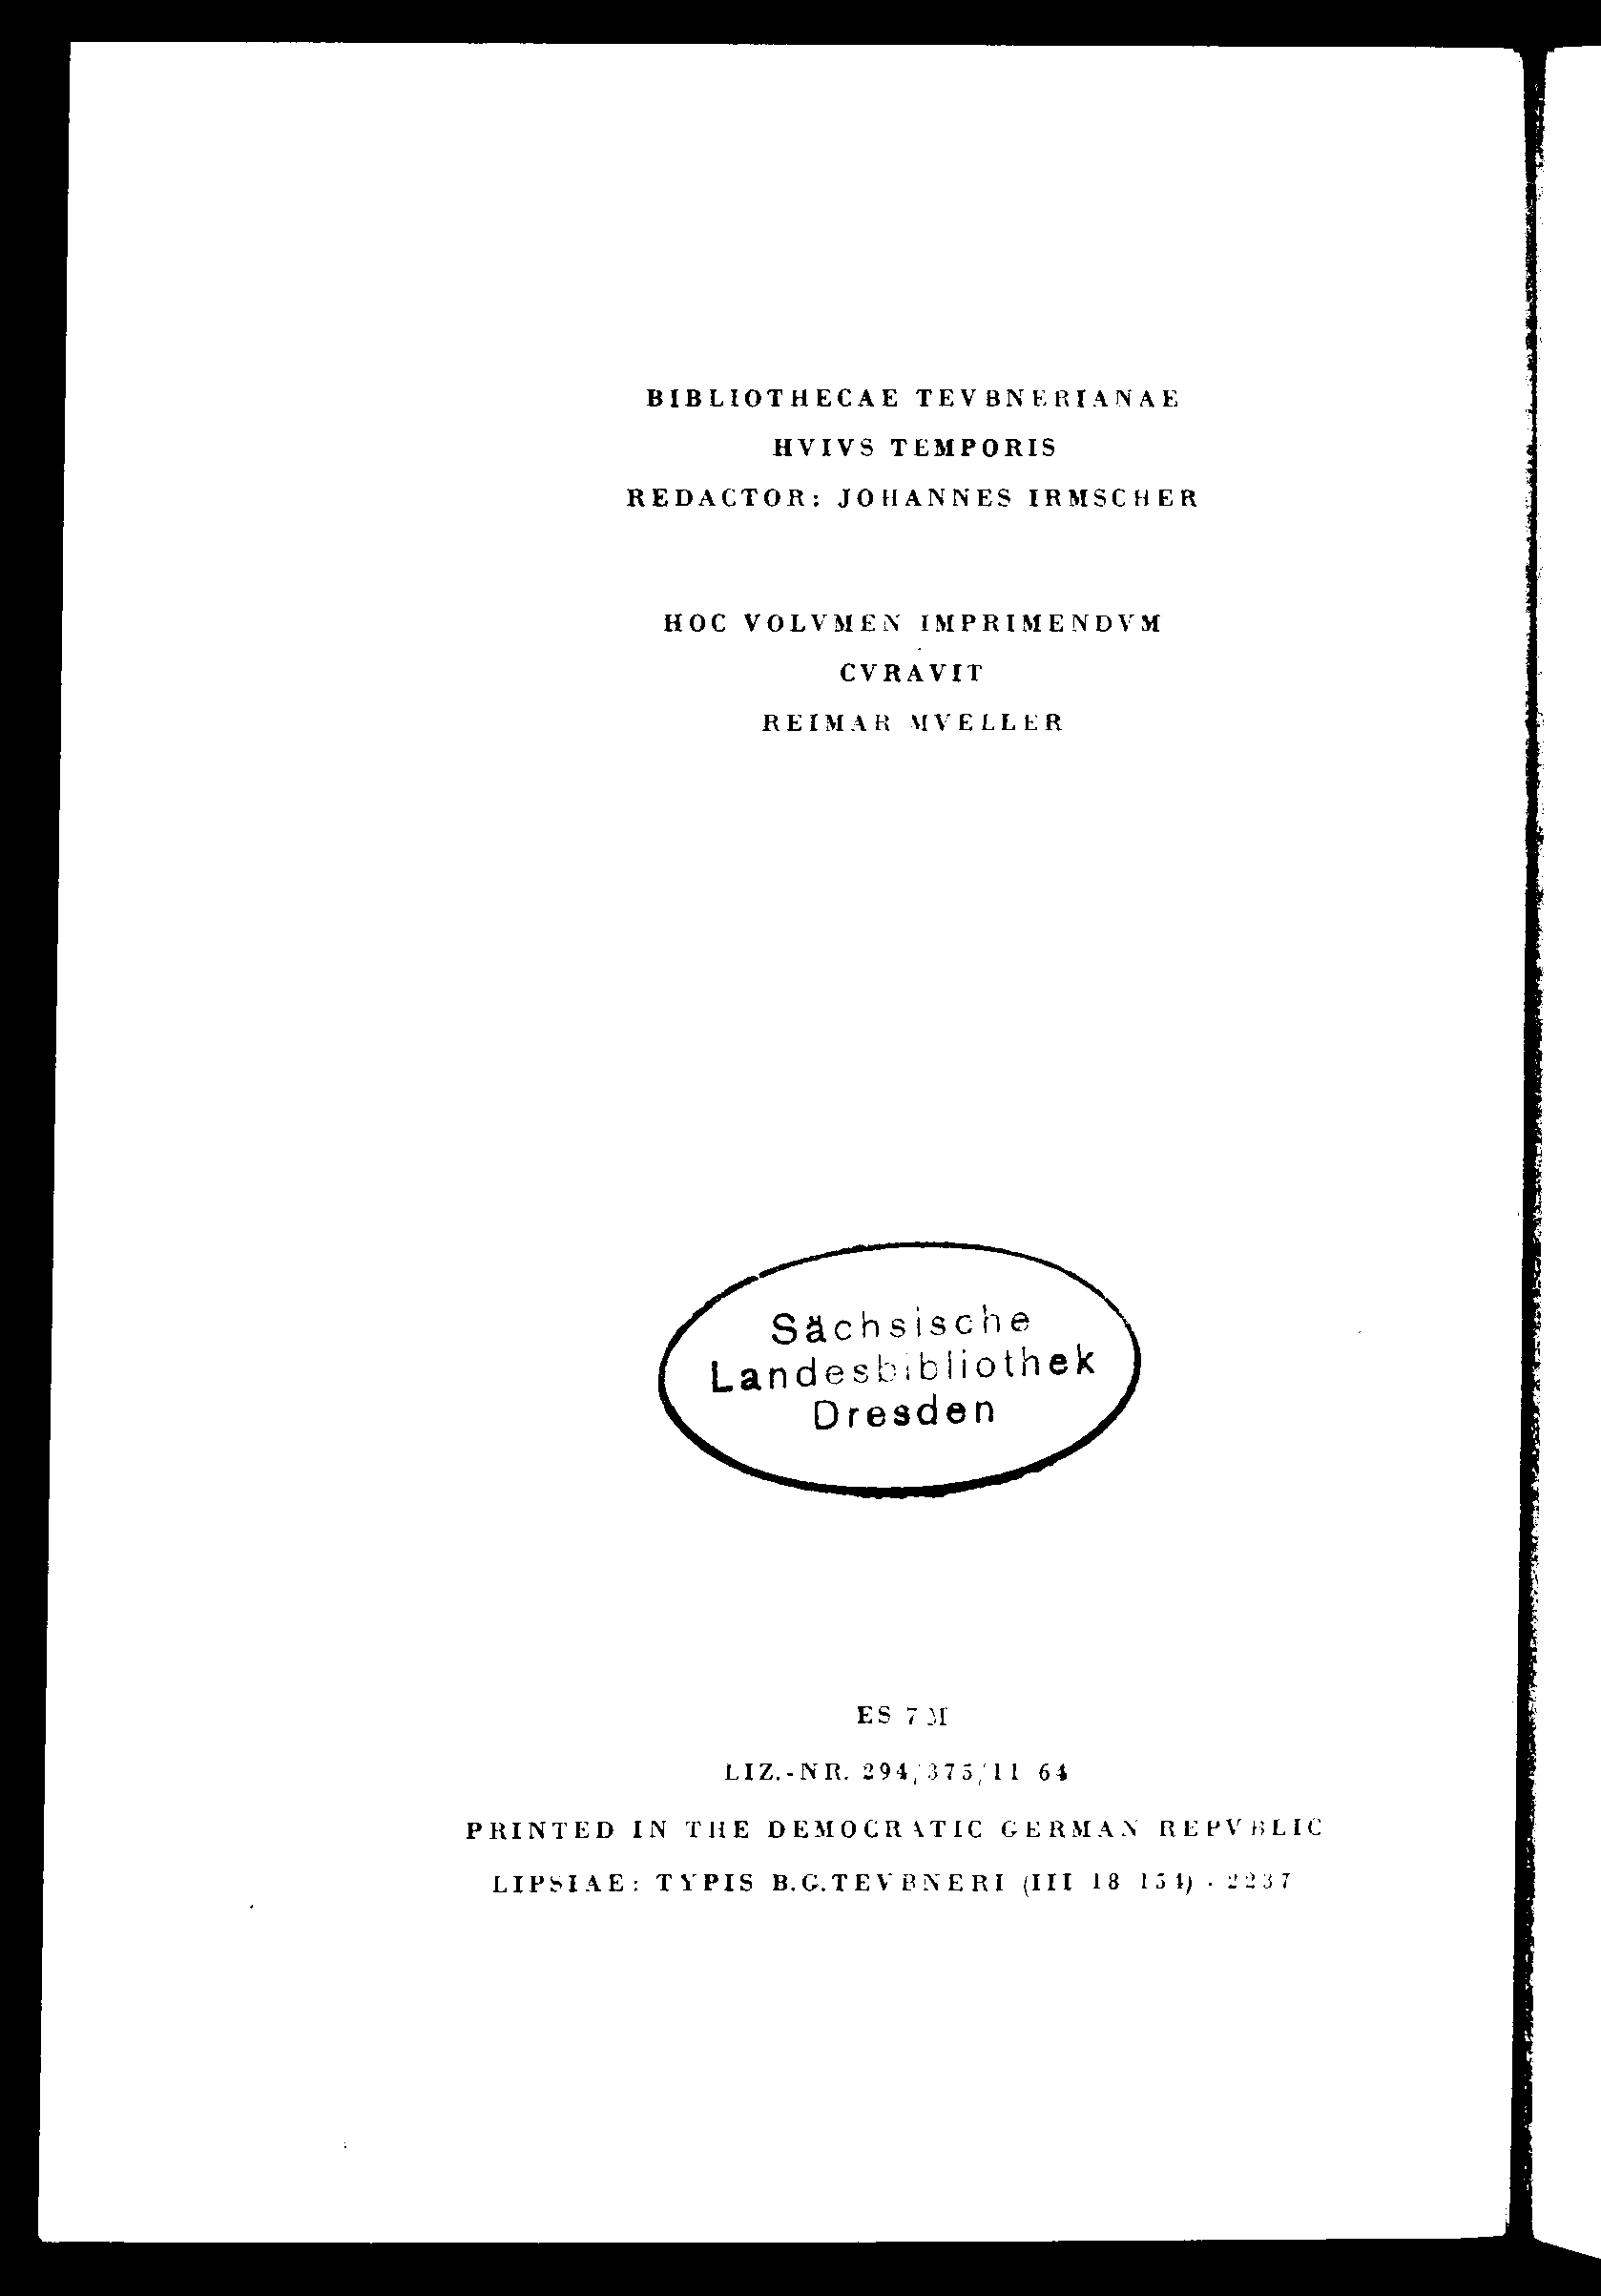 BIBLIOTHECAE TEVBNERIANAE
HVIVS TEMPORIS
REDACTOR: JOHANNES IRMSCHER
HOC VOLVMEN IMPRIMENDVM
CVRAVIT
REIMAR MVELLER
Sächsische
Landesbibliothek
Dresden
ES 7 M
LIZ.-NR. 294/375/11 64
PRINTED IN THE DEMOCRATIC GERMAN REPVBLIC
LIPSIAE: TYPIS B.G.TEVBNERI (III 18 154) · 2237